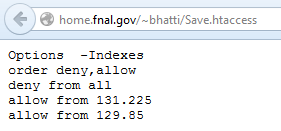 home.fnal.gov/~bhatti/Save.htaccess
Options  -Indexes
order deny,allow
deny from all
allow from 131.225
allow from 129.85